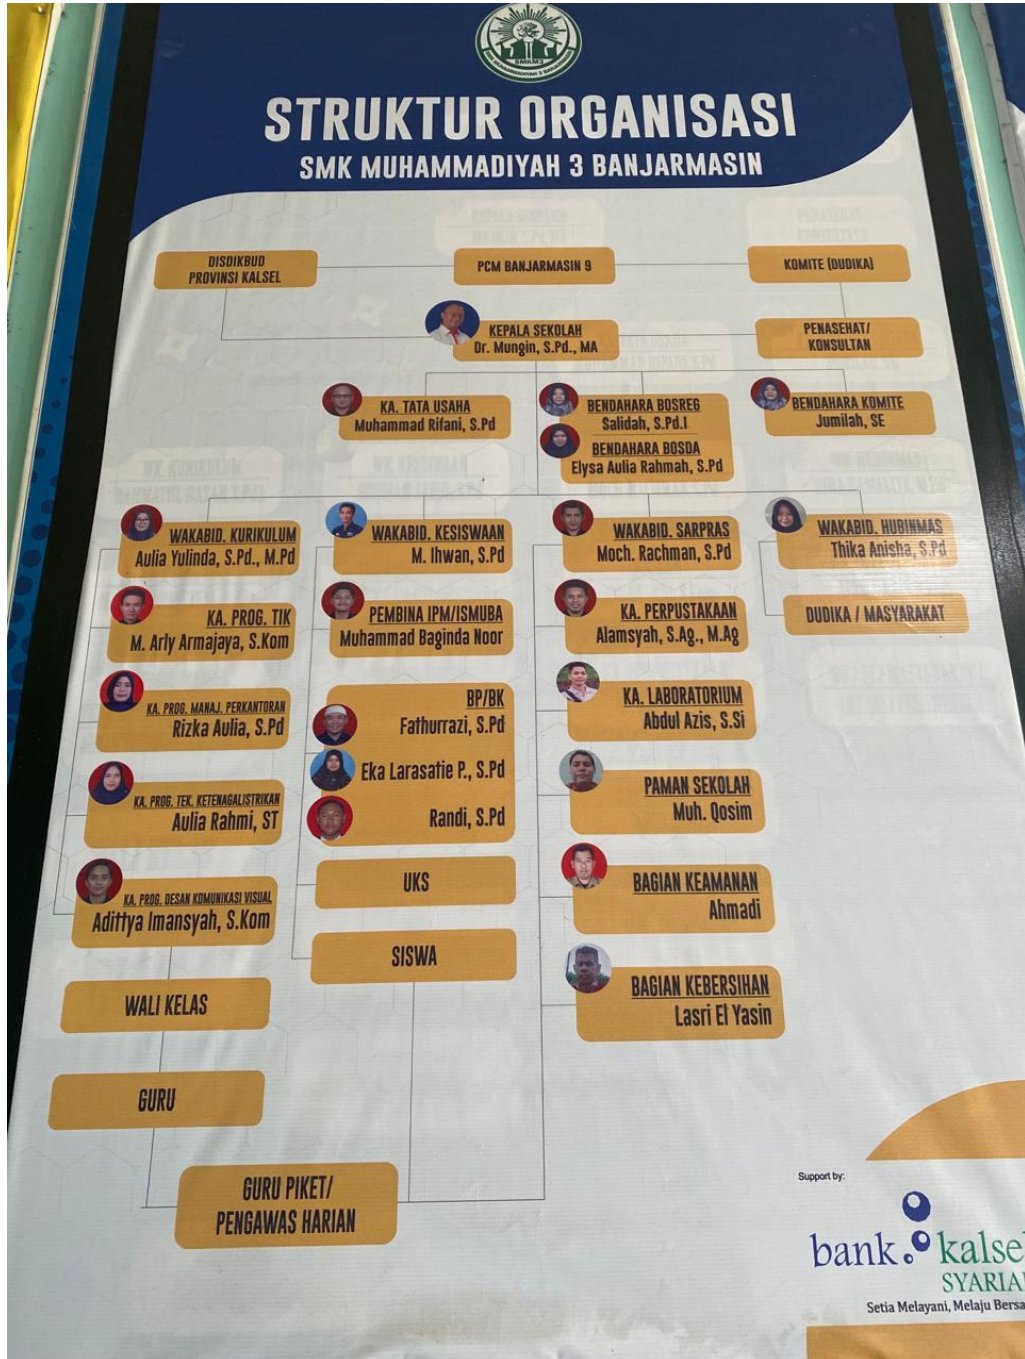 SMK MUHAMMADIYAH 3 BANJARMASIN
SMKM3
STRUKTUR ORGANISASI
SMK MUHAMMADIYAH 3 BANJARMASIN
DISDIKBUD
PROVINSI KALSEL
PCM BANJARMASIN 9
KOMITE (DUDIKA)
KEPALA SEKOLAH
Dr. Mungin, S.Pd., MA
PENASEHAT/
KONSULTAN
KA. TATA USAHA
Muhammad Rifani, S.Pd
BENDAHARA BOSREG
Salidah, S.Pd.I
BENDAHARA BOSDA
Elysa Aulia Rahmah, S.Pd
BENDAHARA KOMITE
Jumilah, SE
WAKABID. KURIKULUM
Aulia Yulinda, S.Pd., M.Pd
WAKABID. KESISWAAN
M. Ihwan, S.Pd
WAKABID. SARPRAS
Moch. Rachman, S.Pd
WAKABID. HUBINMAS
Thika Anisha, S.Pd
KA. PROG. TIK
M. Arly Armajaya, S.Kom
PEMBINA IPM/ISMUBA
Muhammad Baginda Noor
KA. PERPUSTAKAAN
Alamsyah, S.Ag., M.Ag
DUDIKA / MASYARAKAT
KA. PROG. MANAJ. PERKANTORAN
Rizka Aulia, S.Pd
BP/BK
Fathurrazi, S.Pd
Eka Larasatie P., S.Pd
Randi, S.Pd
KA. LABORATORIUM
Abdul Azis, S.Si
KA. PROG. TEK. KETENAGALISTRIKAN
Aulia Rahmi, ST
PAMAN SEKOLAH
Muh. Qosim
KA. PROG. DESAN KOMUNIKASI VISUAL
Adittya Imansyah, S.Kom
UKS
BAGIAN KEAMANAN
Ahmadi
SISWA
BAGIAN KEBERSIHAN
Lasri El Yasin
WALI KELAS
GURU
GURU PIKET/
PENGAWAS HARIAN
Support by:
bank kalsel
SYARIAH
Setia Melayani, Melaju